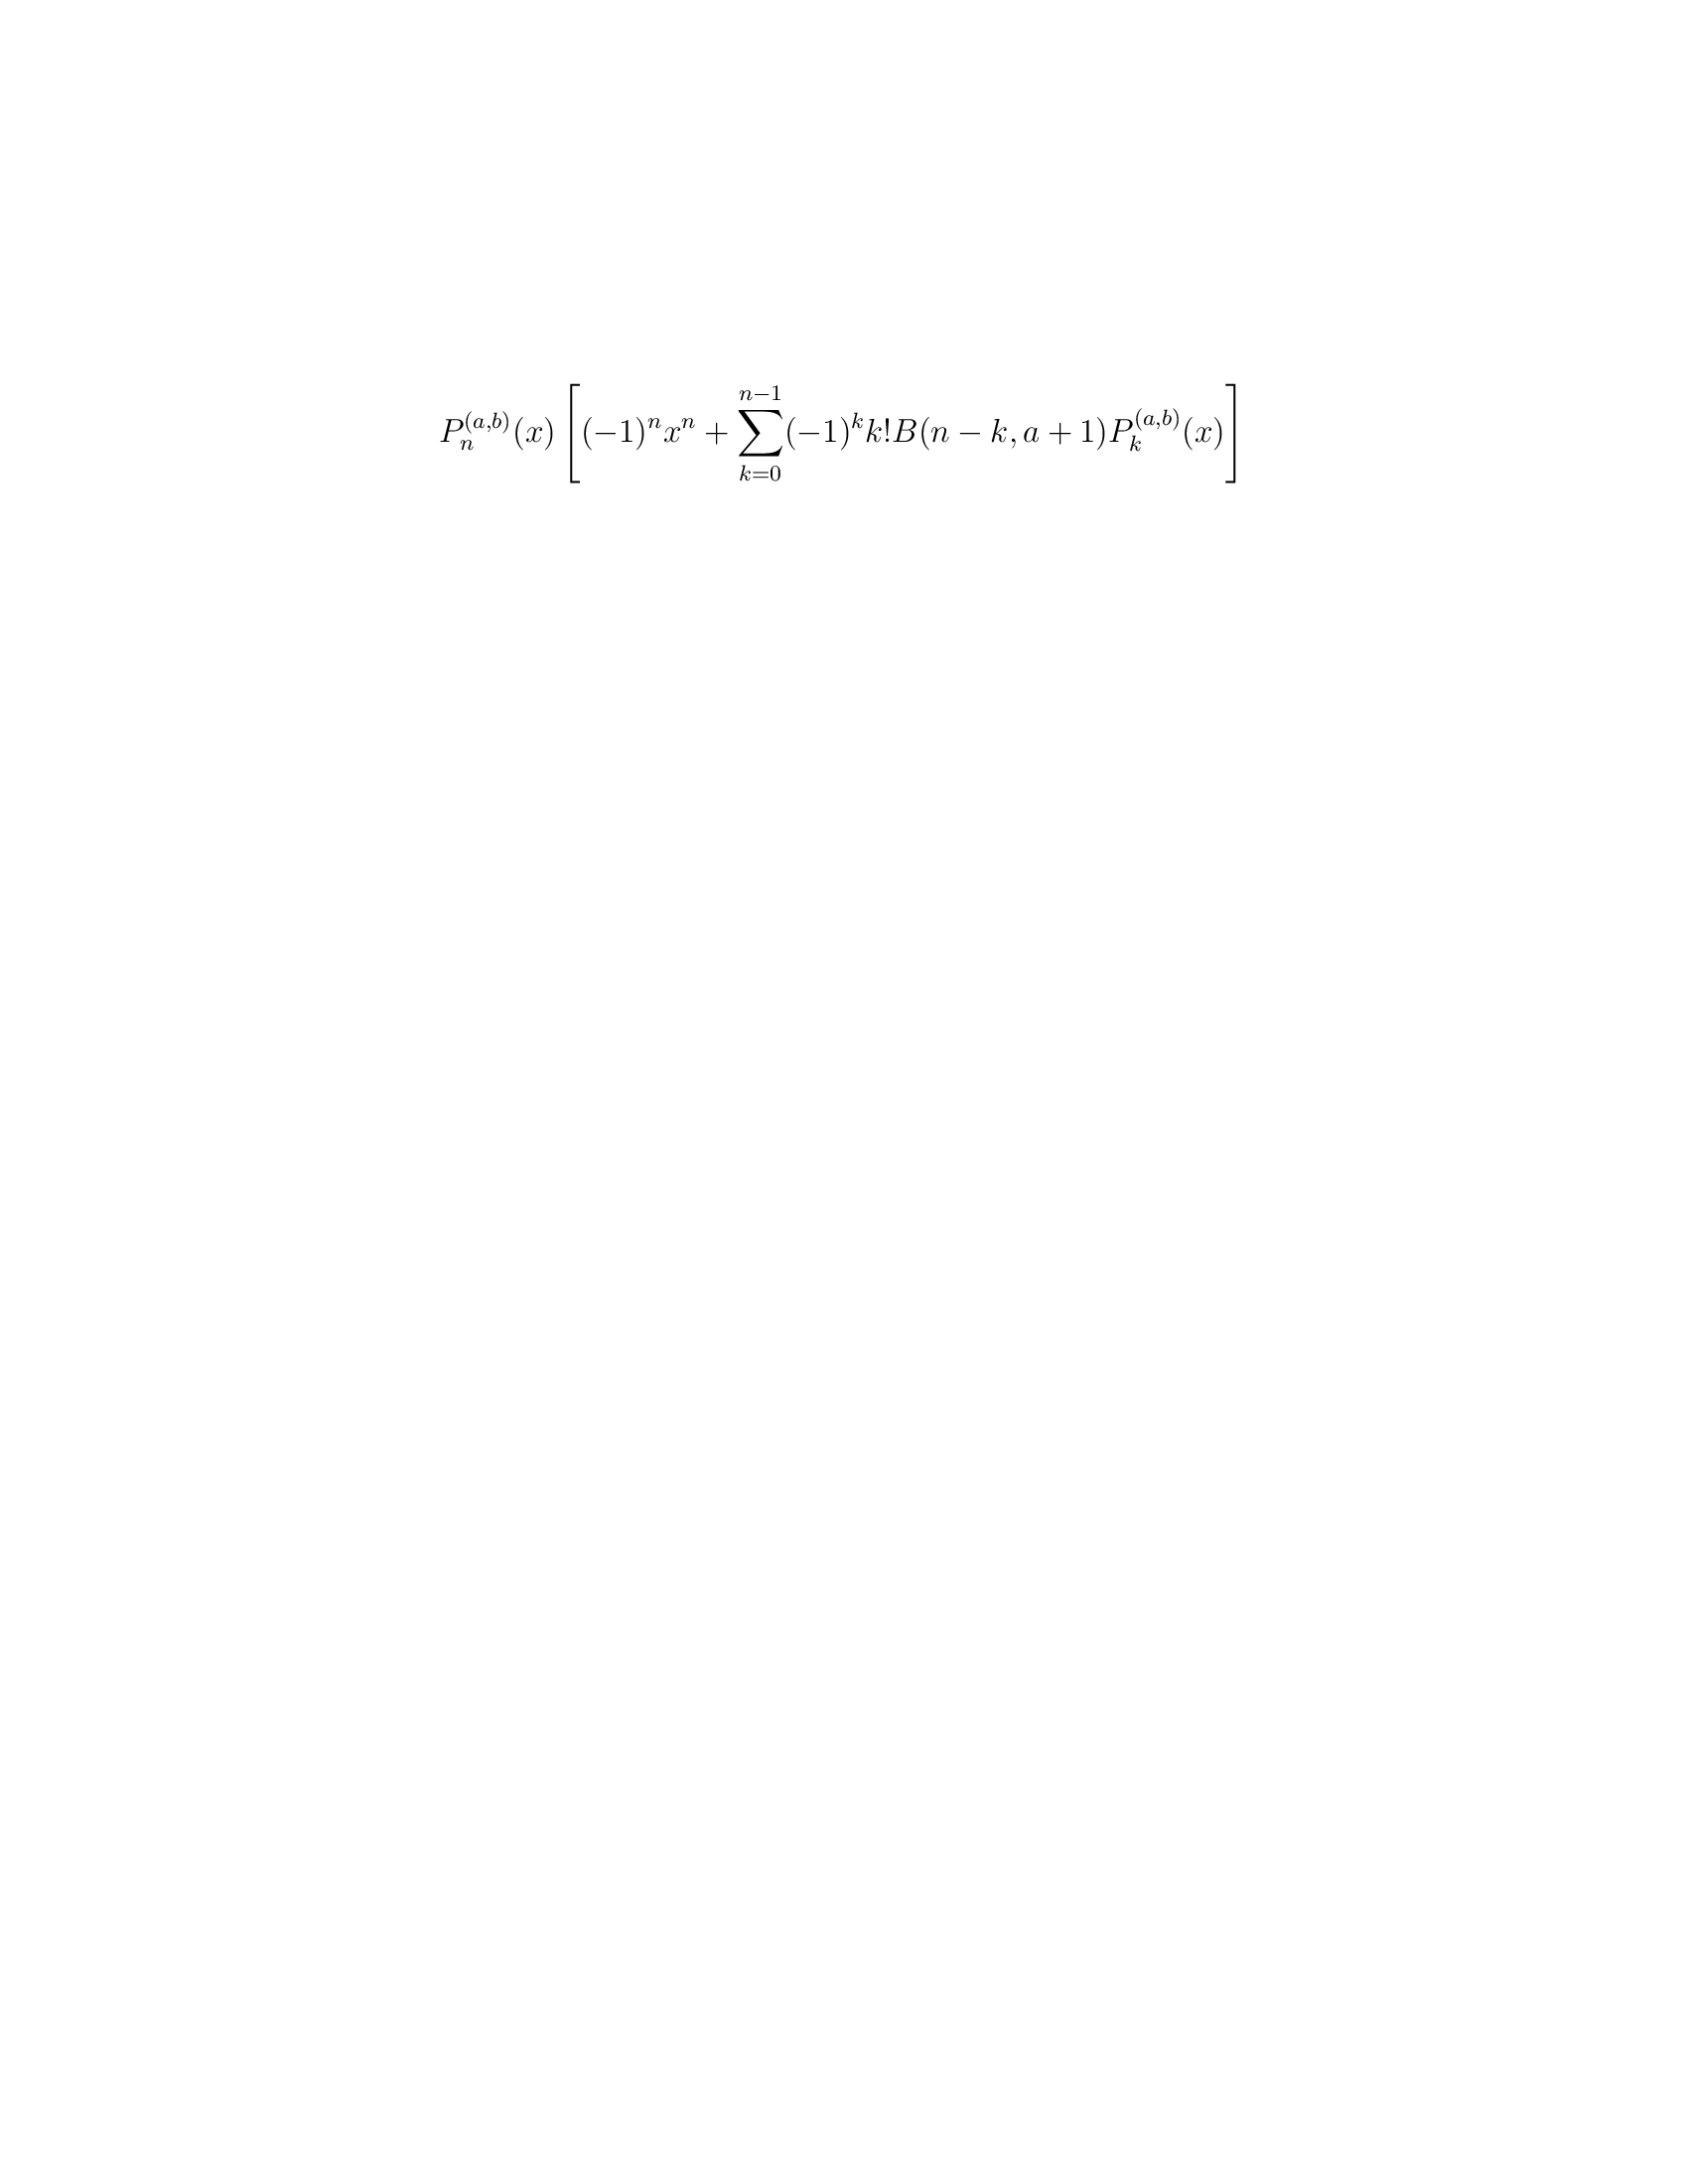 $P_n^{(a,b)}(x)\left[(-1)^n x^n + \sum_{k=0}^{n-1}(-1)^k k! B(n-k, a+1) P_k^{(a,b)}(x)\right]$